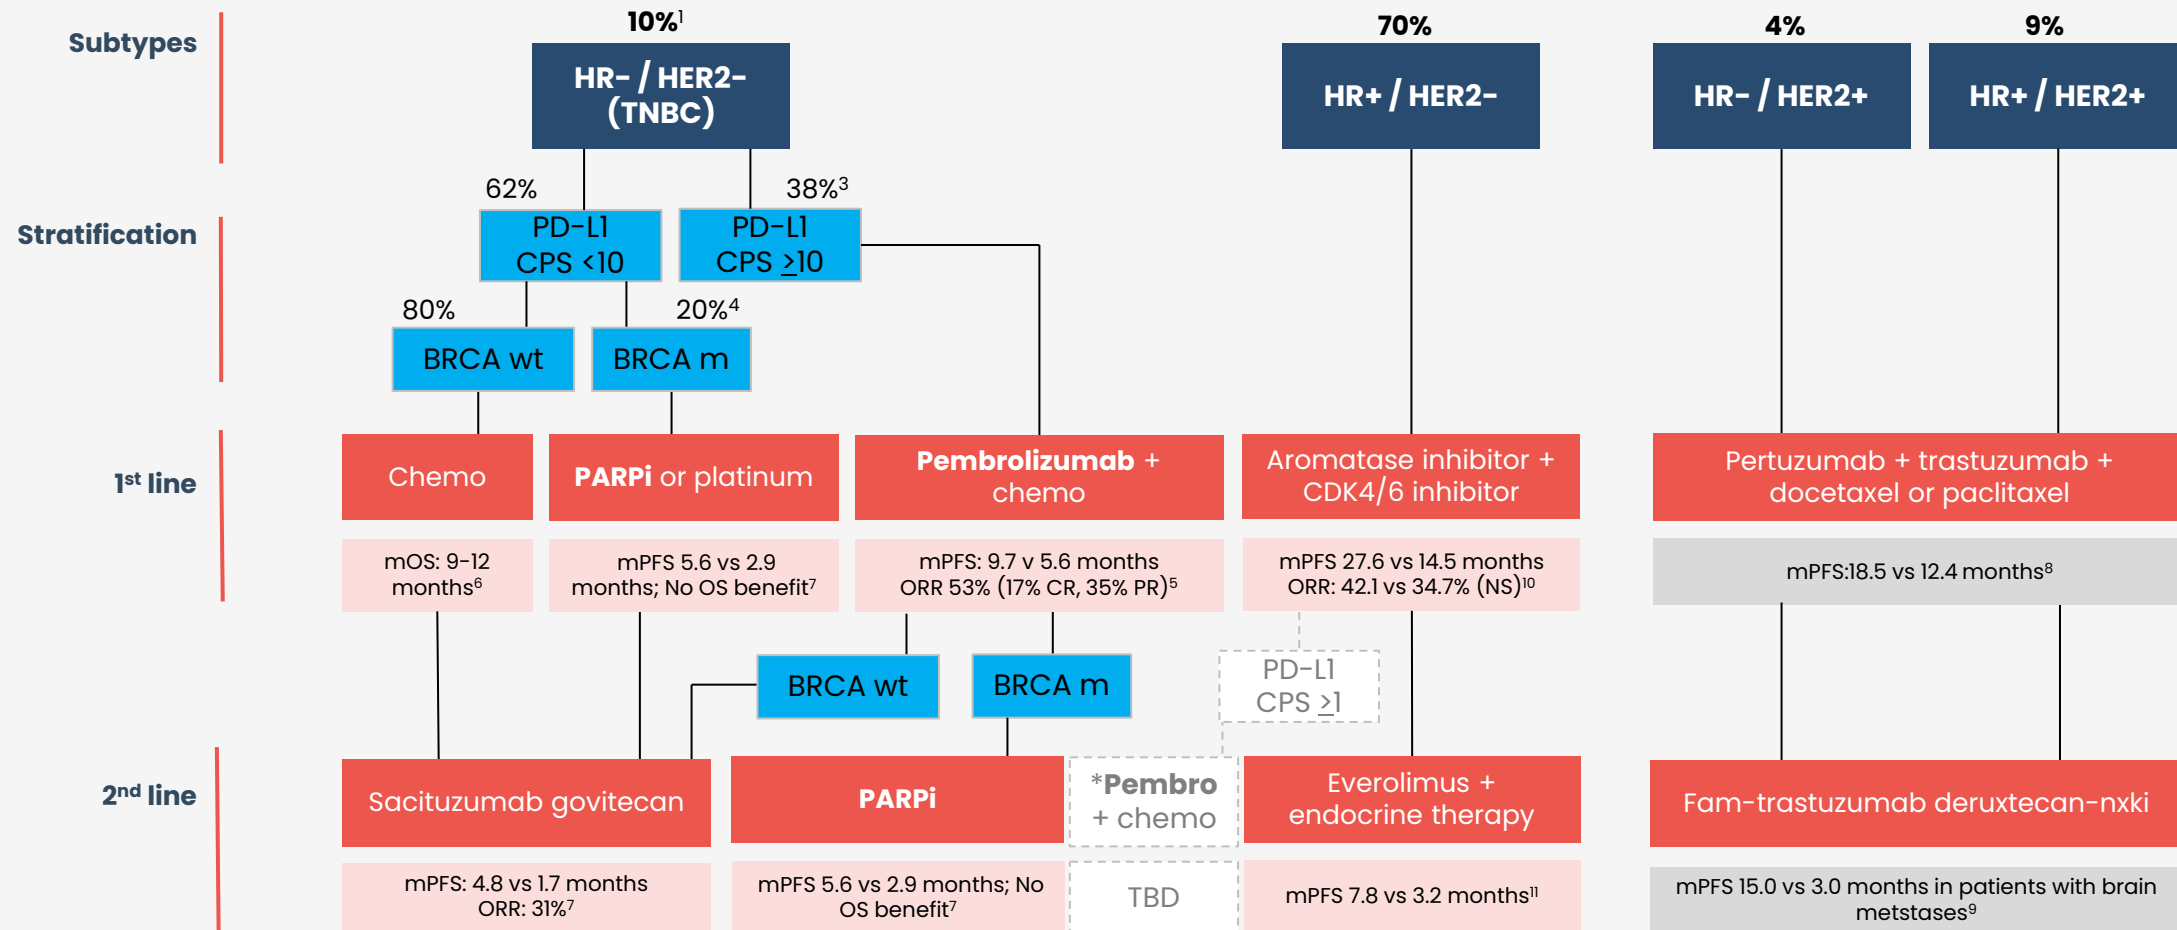 Subtypes
10%¹
HR- / HER2-
(TNBC)
70%
HR+ / HER2-
4%
HR- / HER2+
9%
HR+ / HER2+
Stratification
62%
PD-L1
CPS <10
38%³
PD-L1
CPS ≥10
80%
BRCA wt
20%⁴
BRCA m
1st line
Chemo
PARPi or platinum
Pembrolizumab +
chemo
Aromatase inhibitor +
CDK4/6 inhibitor
Pertuzumab + trastuzumab +
docetaxel or paclitaxel
mOS: 9-12
months⁶
mPFS 5.6 vs 2.9
months; No OS benefit⁷
mPFS: 9.7 v 5.6 months
ORR 53% (17% CR, 35% PR)⁵
mPFS 27.6 vs 14.5 months
ORR: 42.1 vs 34.7% (NS)¹⁰
mPFS:18.5 vs 12.4 months⁸
BRCA wt
BRCA m
PD-L1
CPS ≥1
2nd line
Sacituzumab govitecan
PARPi
*Pembro
+ chemo
Everolimus +
endocrine therapy
Fam-trastuzumab deruxtecan-nxki
mPFS: 4.8 vs 1.7 months
ORR: 31%⁷
mPFS 5.6 vs 2.9 months; No
OS benefit⁷
TBD
mPFS 7.8 vs 3.2 months¹¹
mPFS 15.0 vs 3.0 months in patients with brain
metstases⁹